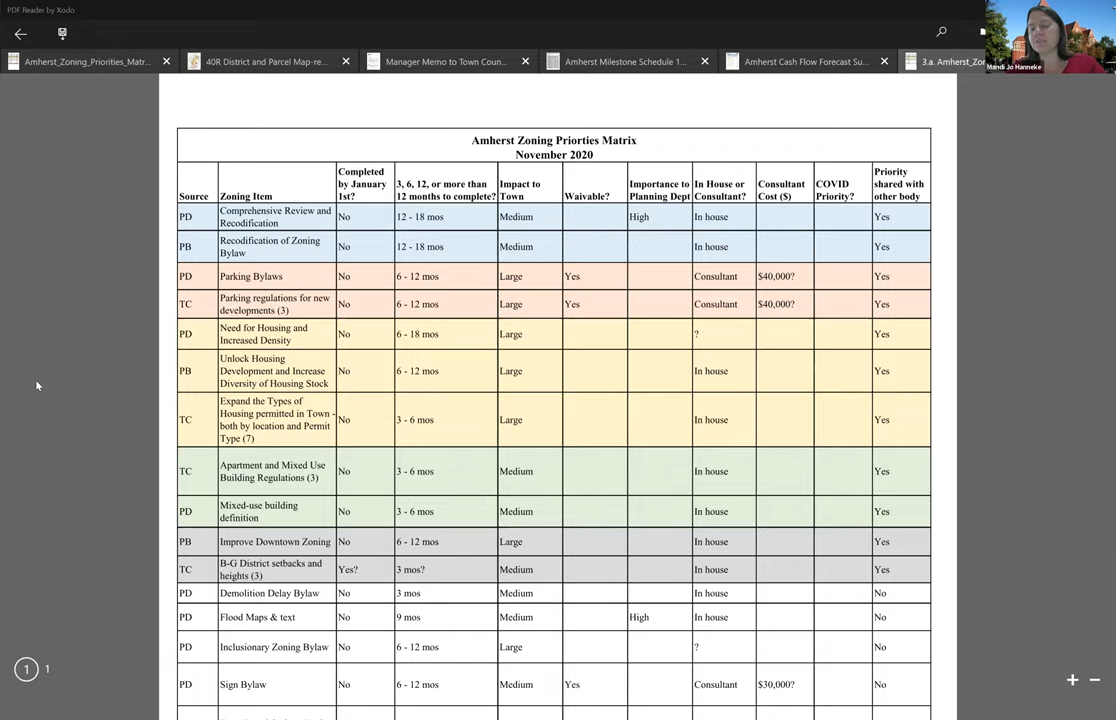 PDF Reader by Xodo
Amherst_Zoning_Priorities_Matr...
40R District and Parcel Map-re...
Manager Memo to Town Coun...
Amherst Milestone Schedule 1...
Amherst Cash Flow Forecast Su...
3.a. Amherst_Zo
Mandi Jo Hanneke
Amherst Zoning Priorties Matrix
November 2020
Source Zoning Item Completed by January 1st? 3, 6, 12, or more than 12 months to complete? Impact to Town Waivable? Importance to Planning Dept In House or Consultant? Consultant Cost ($) COVID Priority? Priority shared with other body
PD Comprehensive Review and Recodification No 12 - 18 mos Medium High In house Yes
PB Recodification of Zoning Bylaw No 12 - 18 mos Medium In house Yes
PD Parking Bylaws No 6 - 12 mos Large Yes Consultant $40,000? Yes
TC Parking regulations for new developments (3) No 6 - 12 mos Large Yes Consultant $40,000? Yes
PD Need for Housing and Increased Density No 6 - 18 mos Large ? Yes
PB Unlock Housing Development and Increase Diversity of Housing Stock No 6 - 12 mos Large In house Yes
TC Expand the Types of Housing permitted in Town - both by location and Permit Type (7) No 3 - 6 mos Large In house Yes
TC Apartment and Mixed Use Building Regulations (3) No 3 - 6 mos Medium In house Yes
PD Mixed-use building definition No 3 - 6 mos Medium In house Yes
PB Improve Downtown Zoning No 6 - 12 mos Large In house Yes
TC B-G District setbacks and heights (3) Yes? 3 mos? Medium In house Yes
PD Demolition Delay Bylaw No 3 mos Medium In house No
PD Flood Maps & text No 9 mos Medium High In house No
PD Inclusionary Zoning Bylaw No 6 - 12 mos Large ? No
PD Sign Bylaw No 6 - 12 mos Medium Yes Consultant $30,000? No
1 1